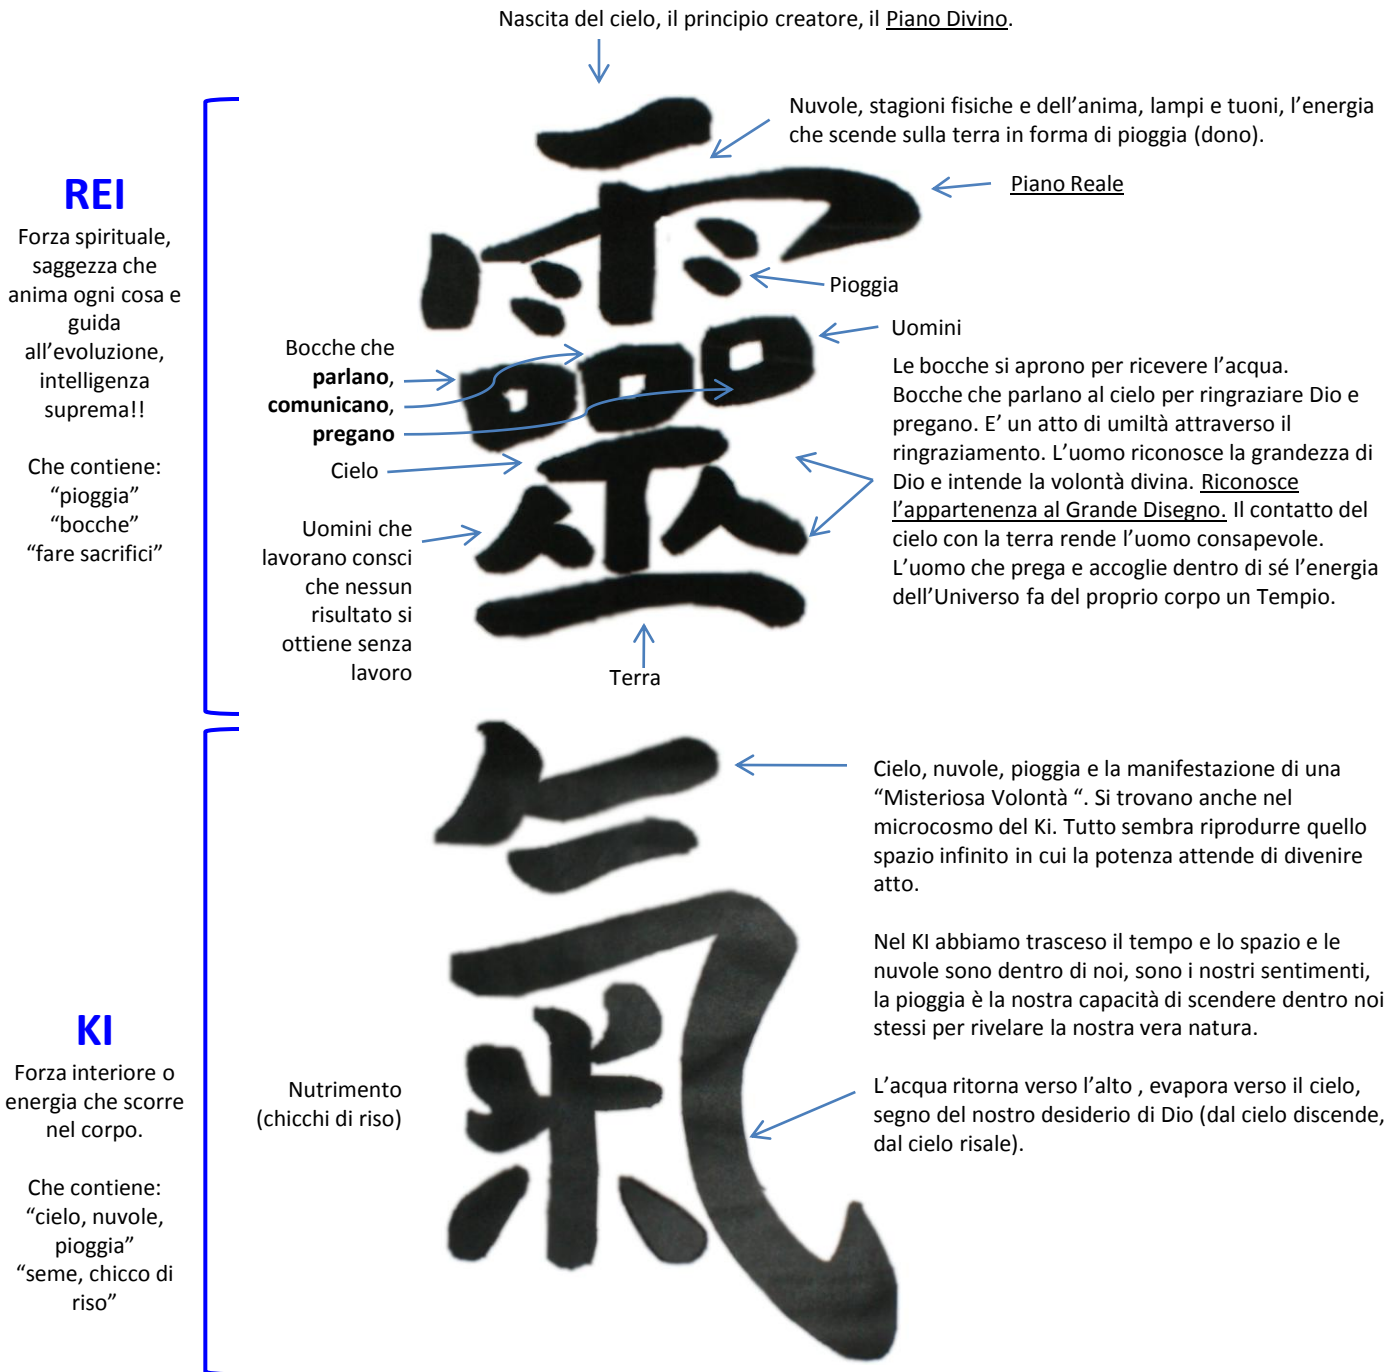 Nascita del cielo, il principio creatore, il Piano Divino.
REI
Forza spirituale,
saggezza che
anima ogni cosa e
guida
all’evoluzione,
intelligenza
suprema!!
Che contiene:
“pioggia”
“bocche”
“fare sacrifici”
靈
Nuvole, stagioni fisiche e dell’anima, lampi e tuoni, l’energia
che scende sulla terra in forma di pioggia (dono).
Piano Reale
Pioggia
Uomini
Bocche che
parlano,
comunicano,
pregano
Cielo
Uomini che
lavorano consci
che nessun
risultato si
ottiene senza
lavoro
Le bocche si aprono per ricevere l’acqua.
Bocche che parlano al cielo per ringraziare Dio e
pregano. E’ un atto di umiltà attraverso il
ringraziamento. L’uomo riconosce la grandezza di
Dio e intende la volontà divina. Riconosce
l’appartenenza al Grande Disegno. Il contatto del
cielo con la terra rende l’uomo consapevole.
L’uomo che prega e accoglie dentro di sé l’energia
dell’Universo fa del proprio corpo un Tempio.
Terra
KI
Forza interiore o
energia che scorre
nel corpo.
Che contiene:
“cielo, nuvole,
pioggia”
“seme, chicco di
riso”
氣
Nutrimento
(chicchi di riso)
Cielo, nuvole, pioggia e la manifestazione di una
“Misteriosa Volontà “. Si trovano anche nel
microcosmo del Ki. Tutto sembra riprodurre quello
spazio infinito in cui la potenza attende di divenire
atto.
Nel KI abbiamo trasceso il tempo e lo spazio e le
nuvole sono dentro di noi, sono i nostri sentimenti,
la pioggia è la nostra capacità di scendere dentro noi
stessi per rivelare la nostra vera natura.
L’acqua ritorna verso l’alto , evapora verso il cielo,
segno del nostro desiderio di Dio (dal cielo discende,
dal cielo risale).